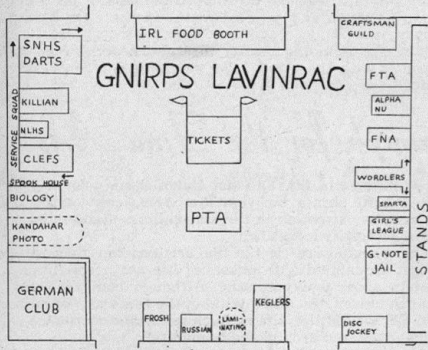 IRL FOOD BOOTH
CRAFTSMAN
GUILD
SNHS
DARTS
GNIRPS LAVINRAC
FTA
KILLIAN
ALPHA
NU
SERVICE SQUAD
NLHS
TICKETS
FNA
CLEFS
WORDLERS
SPOOK HOUSE
BIOLOGY
SPARTA
PTA
GIRL'S
LEAGUE
KANDAHAR
PHOTO
STANDS
G-NOTE
JAIL
GERMAN
CLUB
FROSH
RUSSIAN
LAMI-
NATING
KEGLERS
DISC
JOCKEY